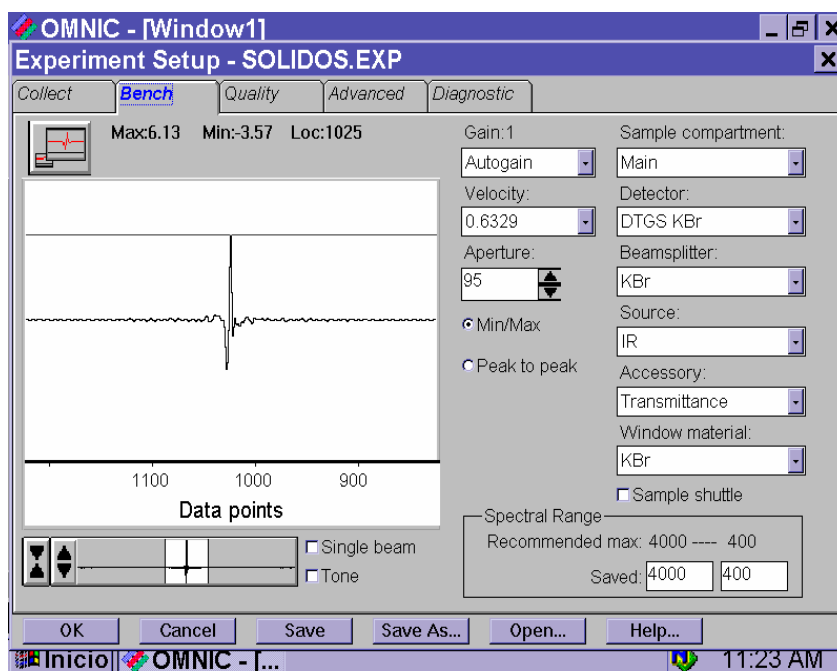 OMNIC - [Window1]
Experiment Setup - SOLIDOS.EXP
Collect Bench Quality Advanced Diagnostic
Max:6.13 Min:-3.57 Loc:1025
Gain:1
Autogain
Velocity:
0.6329
Aperture:
95
Min/Max
Peak to peak
Sample compartment:
Main
Detector:
DTGS KBr
Beamsplitter:
KBr
Source:
IR
Accessory:
Transmittance
Window material:
KBr
Sample shuttle
1100 1000 900
Data points
Single beam
Tone
Spectral Range
Recommended max: 4000 ---- 400
Saved: 4000 400
OK Cancel Save Save As... Open... Help...
Inicio OMNIC - [... 11:23 AM